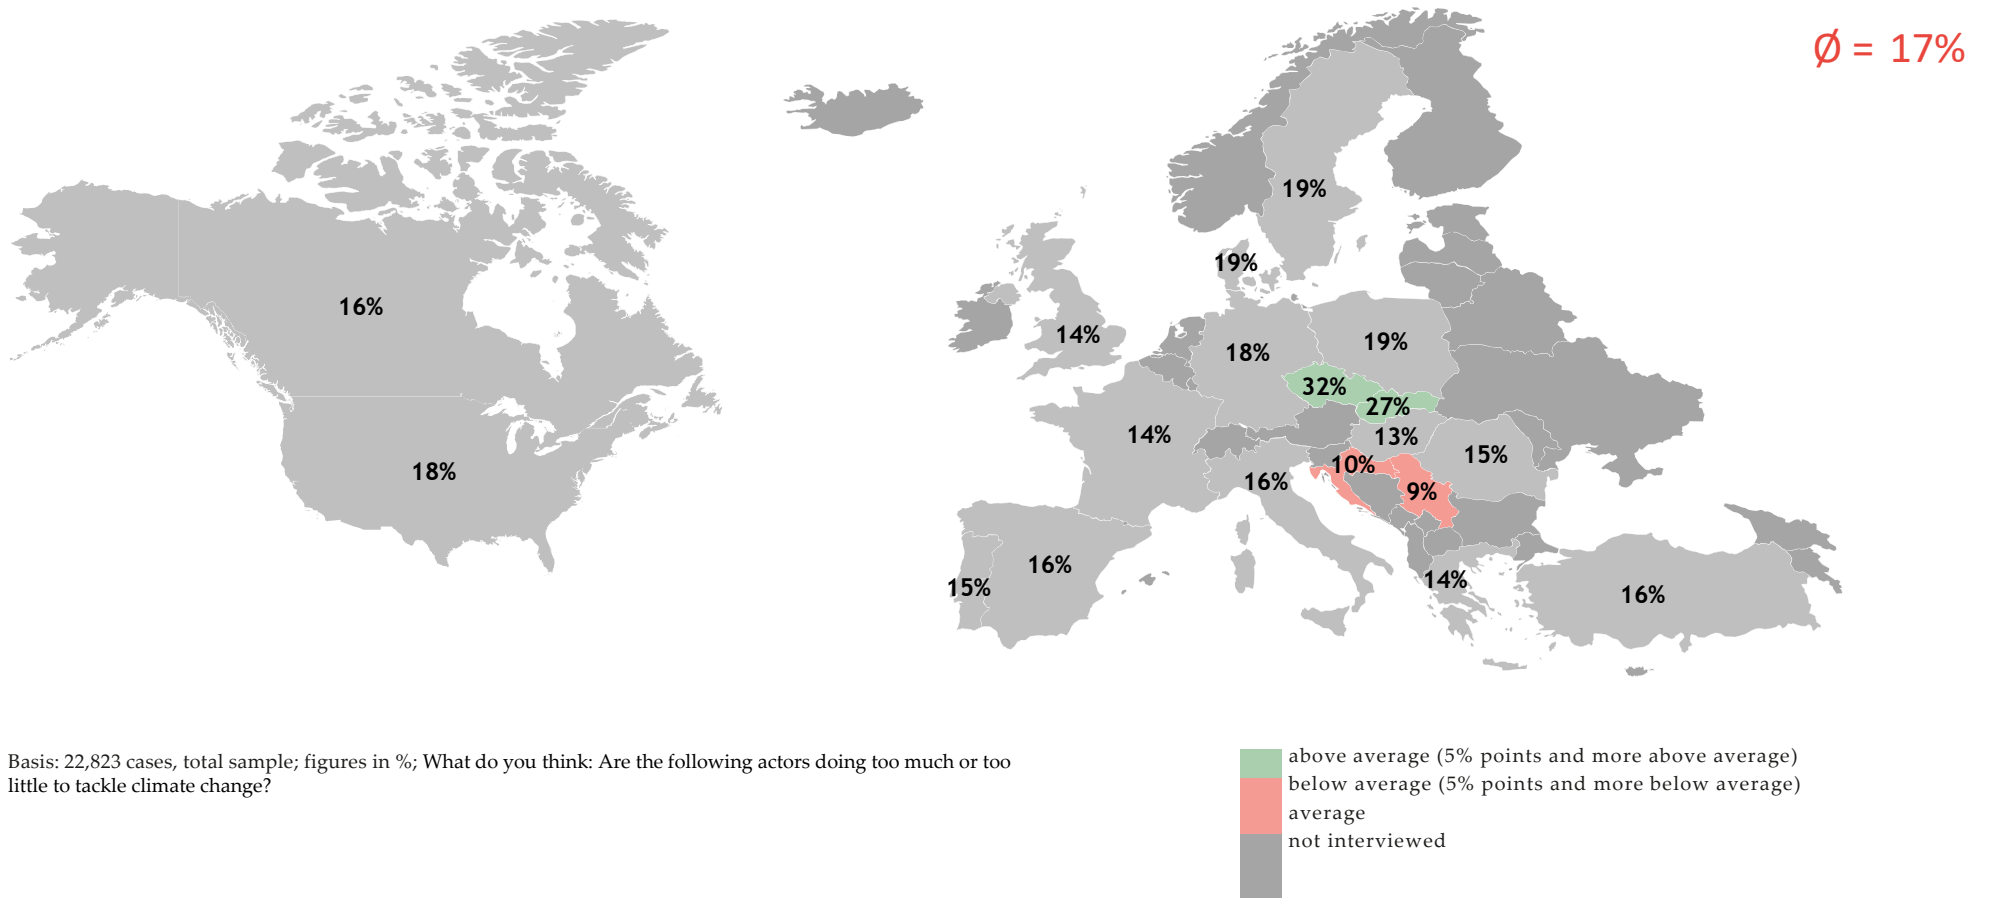 Ø = 17%
19%
19%
16%
14%
18%
19%
32%
27%
14%
13%
15%
10%
18%
16%
9%
16%
15%
14%
16%
Basis: 22,823 cases, total sample; figures in %; What do you think: Are the following actors doing too much or too
little to tackle climate change?
above average (5% points and more above average)
below average (5% points and more below average)
average
not interviewed